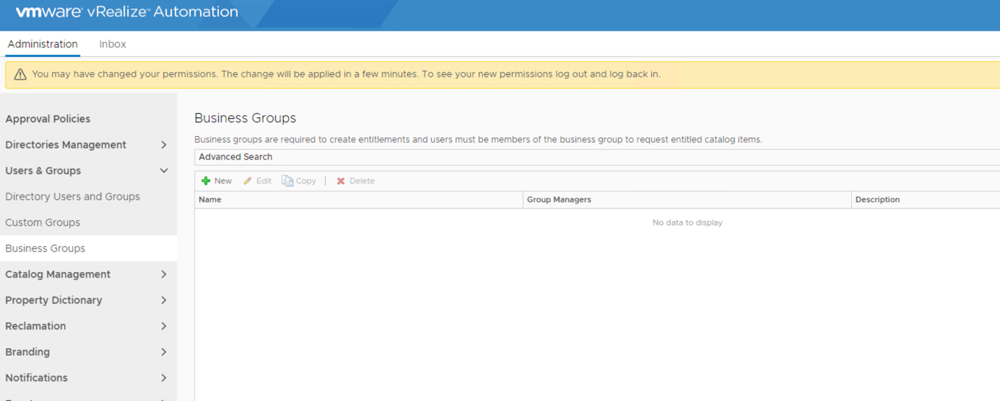 vmware vRealize™ Automation
Administration Inbox
You may have changed your permissions. The change will be applied in a few minutes. To see your new permissions log out and log back in.
Approval Policies
Directories Management
Users & Groups
Directory Users and Groups
Custom Groups
Business Groups
Catalog Management
Property Dictionary
Reclamation
Branding
Notifications
Business Groups
Business groups are required to create entitlements and users must be members of the business group to request entitled catalog items.
Advanced Search
New Edit Copy | Delete
Name Group Managers Description
No data to display